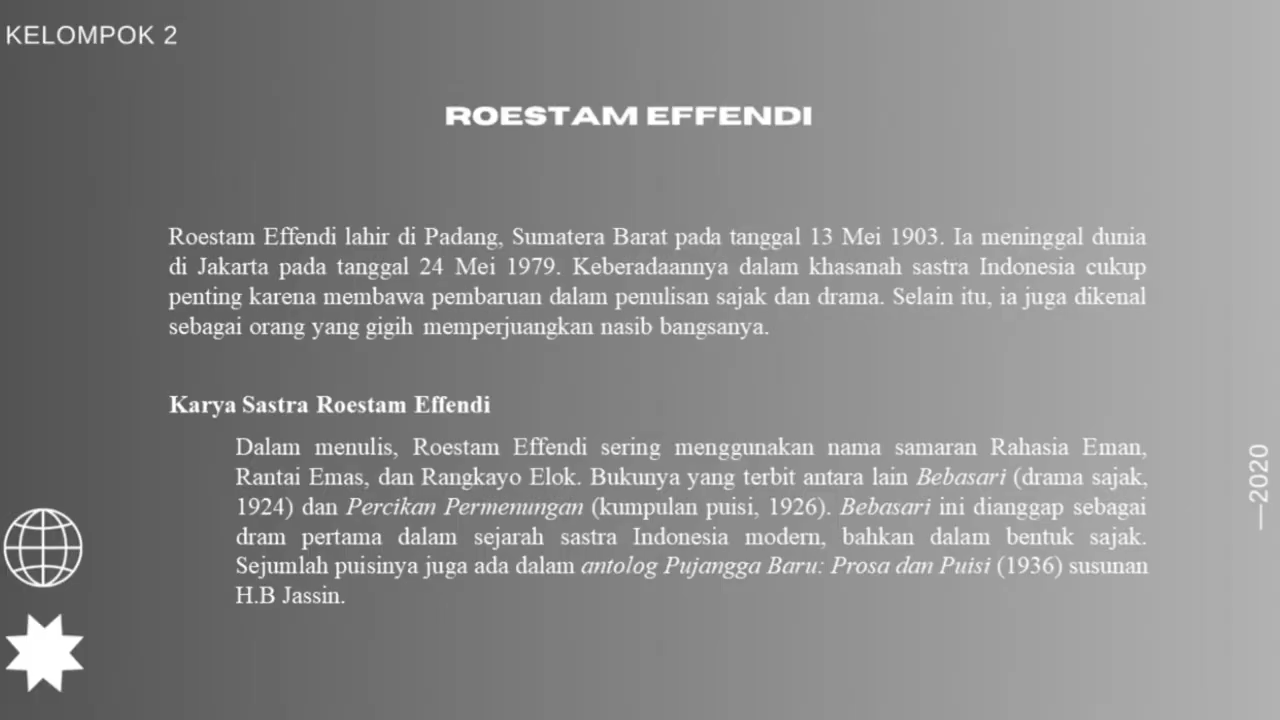 KELOMPOK 2
ROESTAM EFFENDI
Roestam Effendi lahir di Padang, Sumatera Barat pada tanggal 13 Mei 1903. Ia meninggal dunia
di Jakarta pada tanggal 24 Mei 1979. Keberadaannya dalam khasanah sastra Indonesia cukup
penting karena membawa pembaruan dalam penulisan sajak dan drama. Selain itu, ia juga dikenal
sebagai orang yang gigih memperjuangkan nasib bangsanya.
Karya Sastra Roestam Effendi
Dalam menulis, Roestam Effendi sering menggunakan nama samaran Rahasia Eman,
Rantai Emas, dan Rangkayo Elok. Bukunya yang terbit antara lain Bebasari (drama sajak,
1924) dan Percikan Permenungan (kumpulan puisi, 1926). Bebasari ini dianggap sebagai
dram pertama dalam sejarah sastra Indonesia modern, bahkan dalam bentuk sajak.
Sejumlah puisinya juga ada dalam antolog Pujangga Baru: Prosa dan Puisi (1936) susunan
H.B Jassin.
—2020